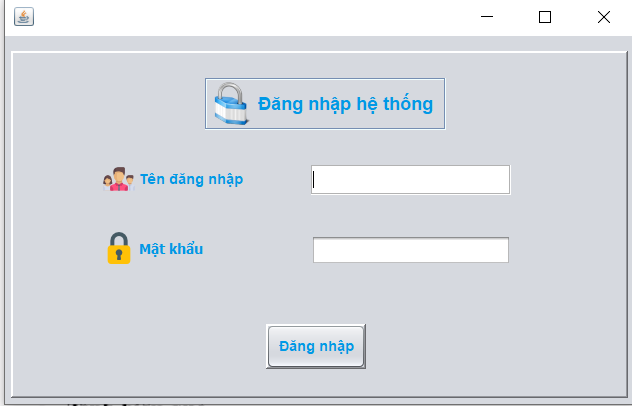 Đăng nhập hệ thống
Tên đăng nhập
Mật khẩu
Đăng nhập